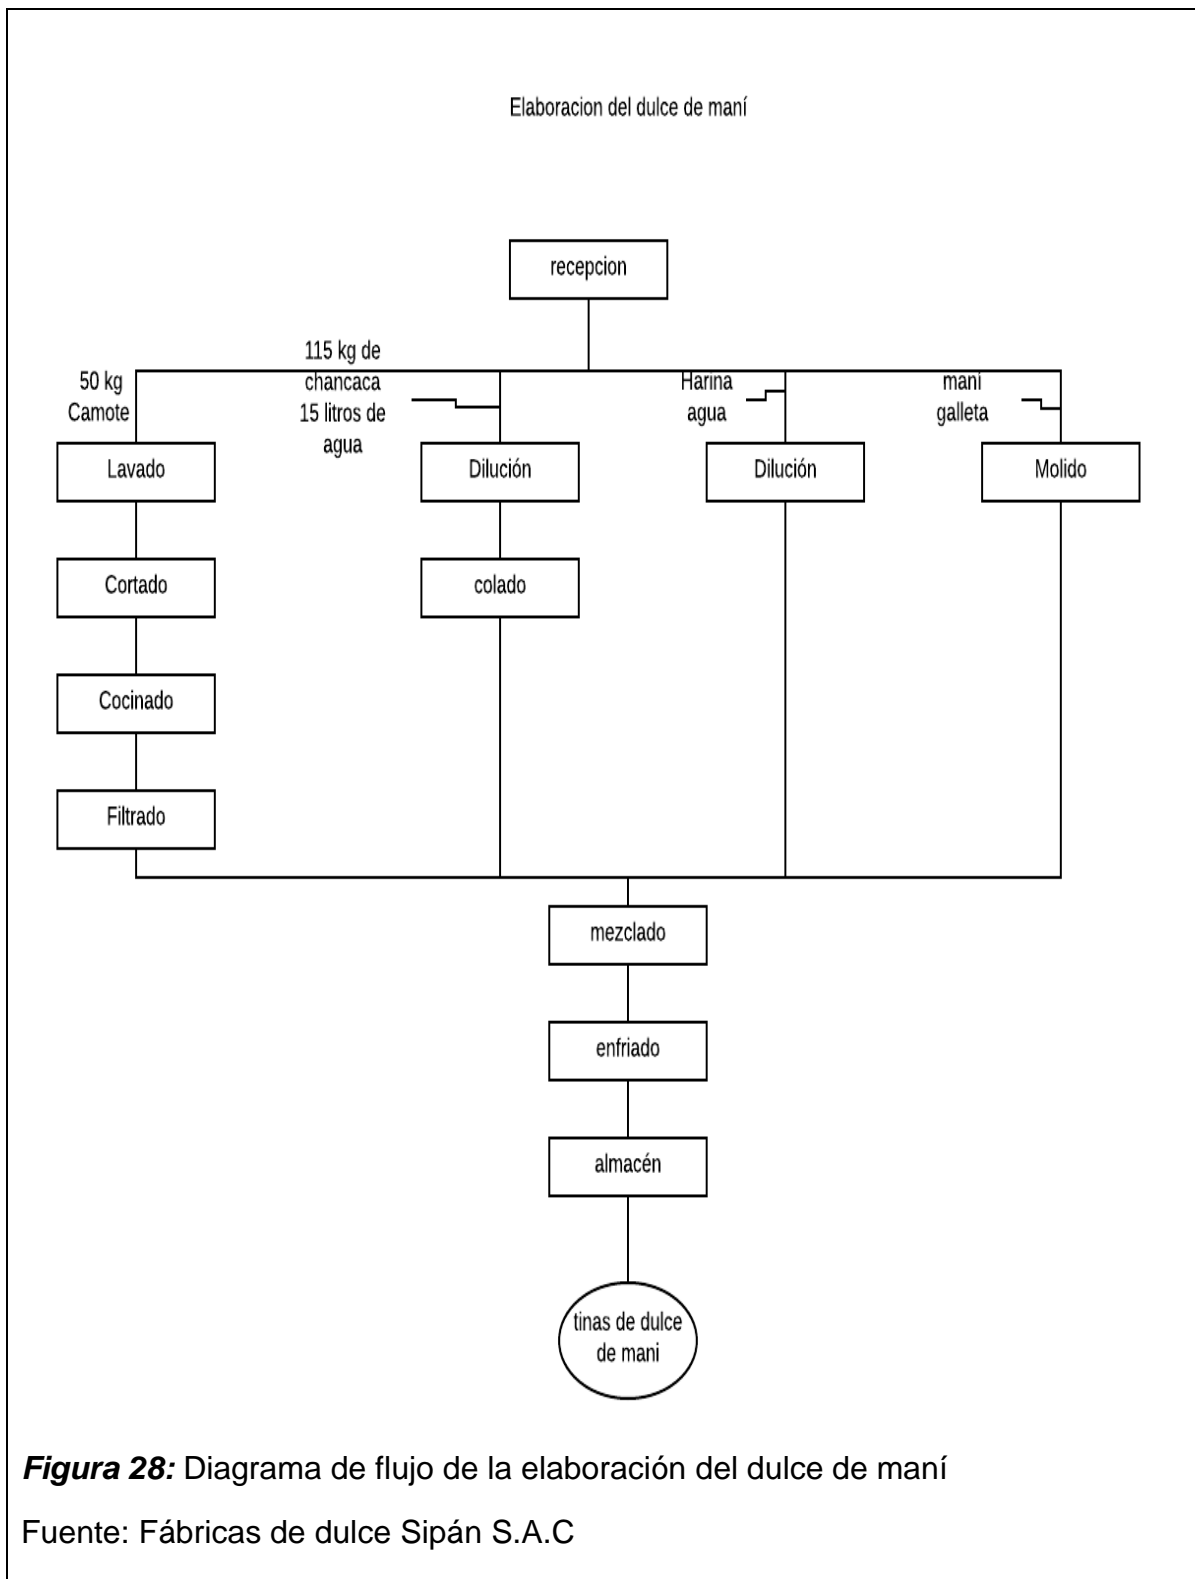 Elaboracion del dulce de maní
recepcion
50 kg
Camote
115 kg de
chancaca
15 litros de
agua
Harina
agua
maní
galleta
Lavado
Dilución
Dilución
Molido
Cortado
colado
Cocinado
Filtrado
mezclado
enfriado
almacén
tinas de dulce
de mani
Figura 28: Diagrama de flujo de la elaboración del dulce de maní
Fuente: Fábricas de dulce Sipán S.A.C